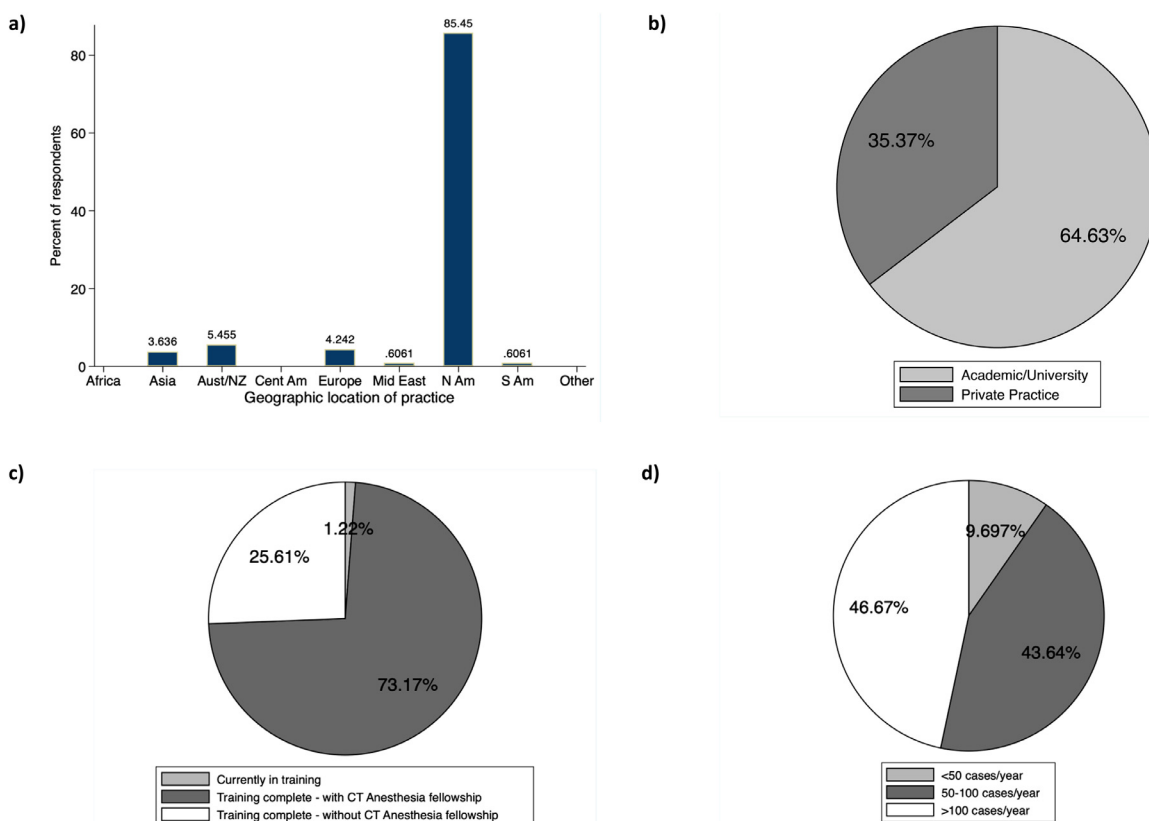 a)
85.45
80
60
40
20
0
Percent of respondents
3.636
5.455
4.242
.6061
.6061
Africa Asia Aust/NZ Cent Am Europe Mid East N Am S Am Other
Geographic location of practice
b)
35.37%
64.63%
Academic/University
Private Practice
c)
1.22%
25.61%
73.17%
Currently in training
Training complete - with CT Anesthesia fellowship
Training complete - without CT Anesthesia fellowship
d)
9.697%
46.67%
43.64%
<50 cases/year
50-100 cases/year
>100 cases/year